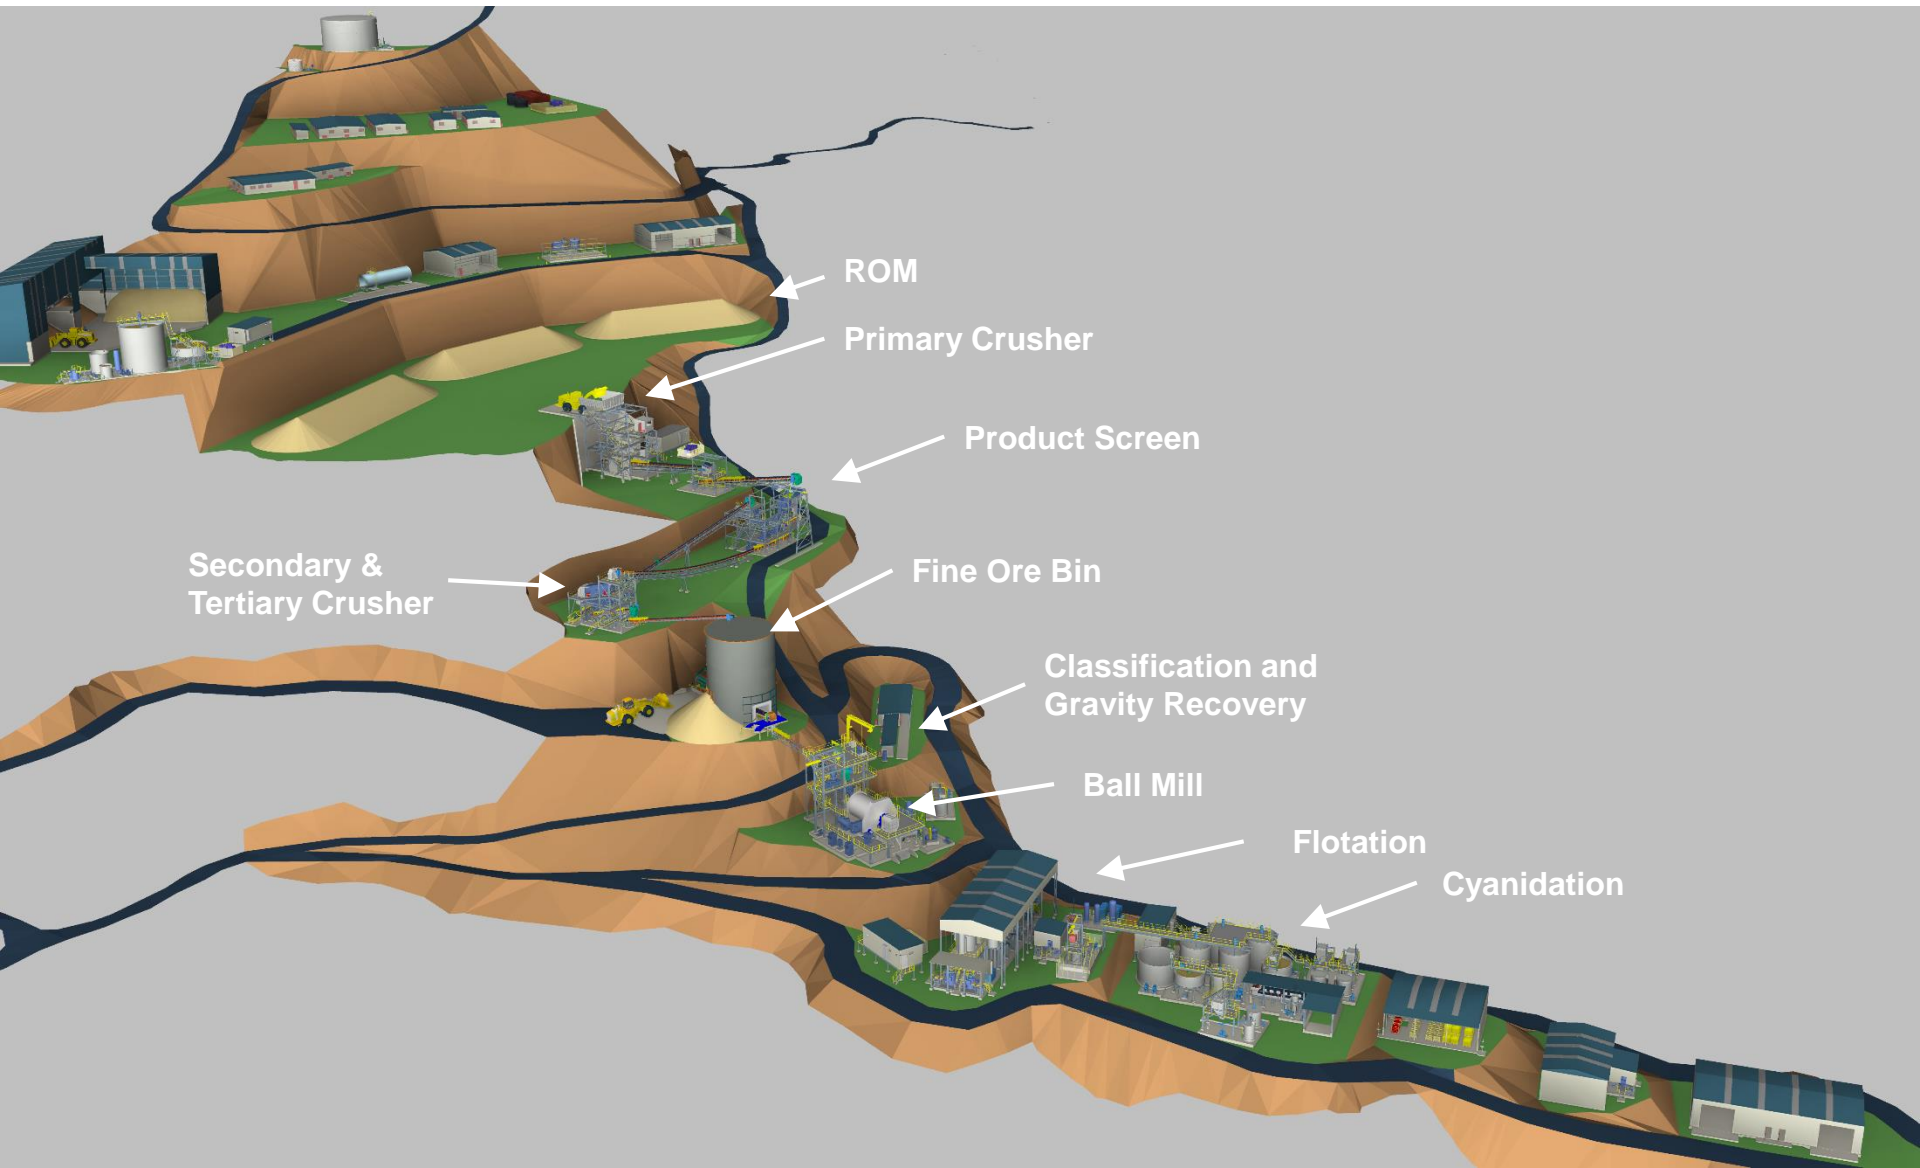 ROM
Primary Crusher
Product Screen
Secondary &
Tertiary Crusher
Fine Ore Bin
Classification and
Gravity Recovery
Ball Mill
Flotation
Cyanidation